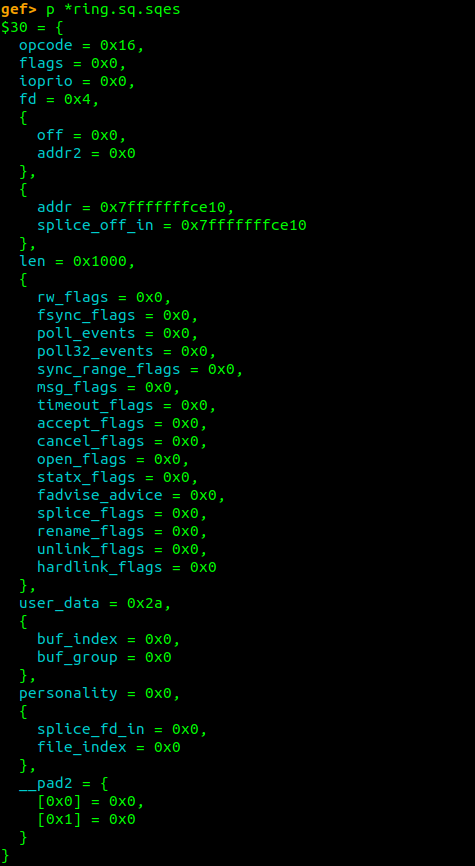 gef> p *ring.sq.sqes
$30 = {
  opcode = 0x16,
  flags = 0x0,
  ioprio = 0x0,
  fd = 0x4,
  {
    off = 0x0,
    addr2 = 0x0
  },
  {
    addr = 0x7fffffffce10,
    splice_off_in = 0x7fffffffce10
  },
  len = 0x1000,
  {
    rw_flags = 0x0,
    fsync_flags = 0x0,
    poll_events = 0x0,
    poll32_events = 0x0,
    sync_range_flags = 0x0,
    msg_flags = 0x0,
    timeout_flags = 0x0,
    accept_flags = 0x0,
    cancel_flags = 0x0,
    open_flags = 0x0,
    statx_flags = 0x0,
    fadvise_advice = 0x0,
    splice_flags = 0x0,
    rename_flags = 0x0,
    unlink_flags = 0x0,
    hardlink_flags = 0x0
  },
  user_data = 0x2a,
  {
    buf_index = 0x0,
    buf_group = 0x0
  },
  personality = 0x0,
  {
    splice_fd_in = 0x0,
    file_index = 0x0
  },
  __pad2 = {
    [0x0] = 0x0,
    [0x1] = 0x0
  }
}